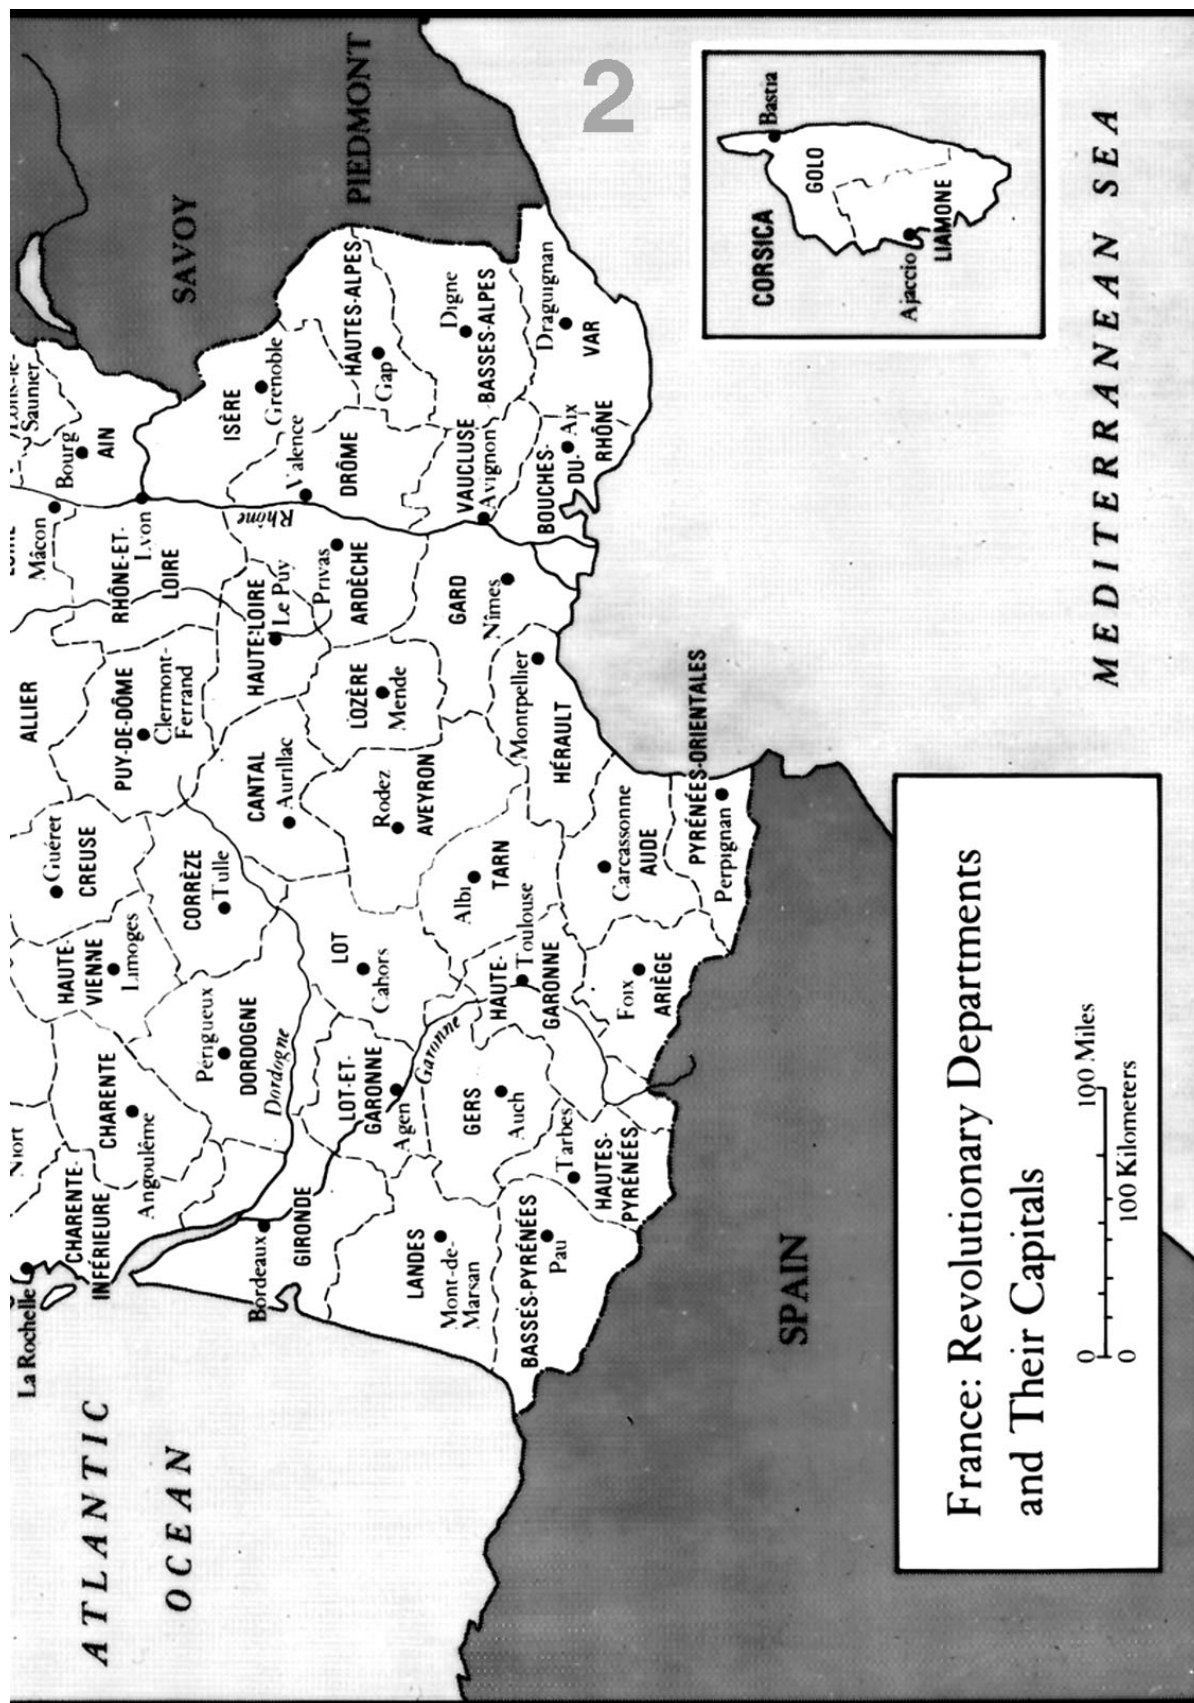 2
SAVOY
PIEDMONT
Saunier
Bourg
AIN
Mâcon
RHÔNE-ET-
LOIRE
Lyon
ISÈRE
Grenoble
HAUTES-ALPES
Gap
Digne
BASSES-ALPES
Draguignan
VAR
Valence
DRÔME
VAUCLUSE
Avignon
BOUCHES-
DU-
RHÔNE
Aix
Rhône
ALLIER
PUY-DE-DÔME
Clermont-
Ferrand
HAUTE-LOIRE
Le Puy
Privas
ARDÈCHE
GARD
Nîmes
LOZÈRE
Mende
Montpellier
HÉRAULT
CANTAL
Aurillac
Rodez
AVEYRON
Guéret
CREUSE
CORRÈZE
Tulle
HAUTE-
VIENNE
Limoges
LOT
Cahors
Albi
TARN
HAUTE-
GARONNE
Toulouse
Carcassonne
AUDE
PYRÉNÉES-ORIENTALES
Perpignan
Foix
ARIÈGE
Niort
CHARENTE
Angoulême
CHARENTE-
INFÉRIEURE
La Rochelle
Périgueux
DORDOGNE
Dordogne
LOT-ET-
GARONNE
Agen
Garonne
GERS
Auch
Tarbes
HAUTES-
PYRÉNÉES
Bordeaux
GIRONDE
LANDES
Mont-de-
Marsan
BASSES-PYRÉNÉES
Pau
ATLANTIC
OCEAN
SPAIN
MEDITERRANEAN SEA
CORSICA
Bastia
GOLO
Ajaccio
LIAMONE
France: Revolutionary Departments
and Their Capitals
0 100 Miles
0 100 Kilometers